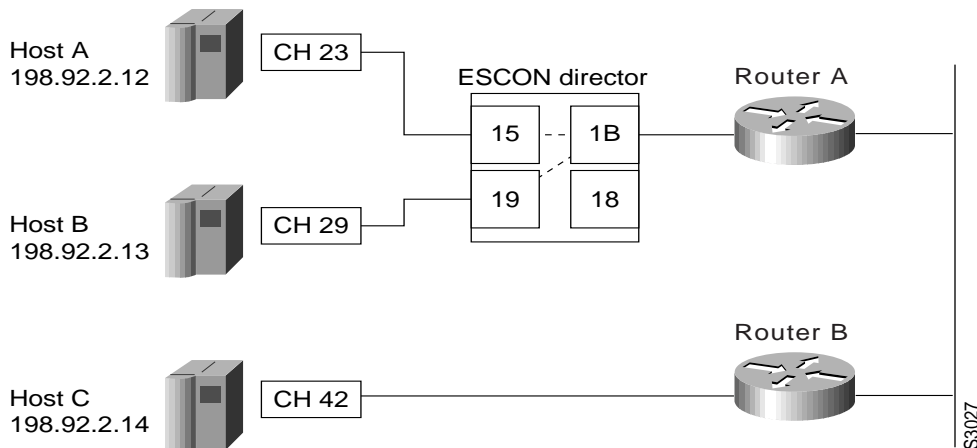 Host A
198.92.2.12
CH 23
ESCON director
Router A
15
1B
19
18
Host B
198.92.2.13
CH 29
Router B
Host C
198.92.2.14
CH 42
S3027